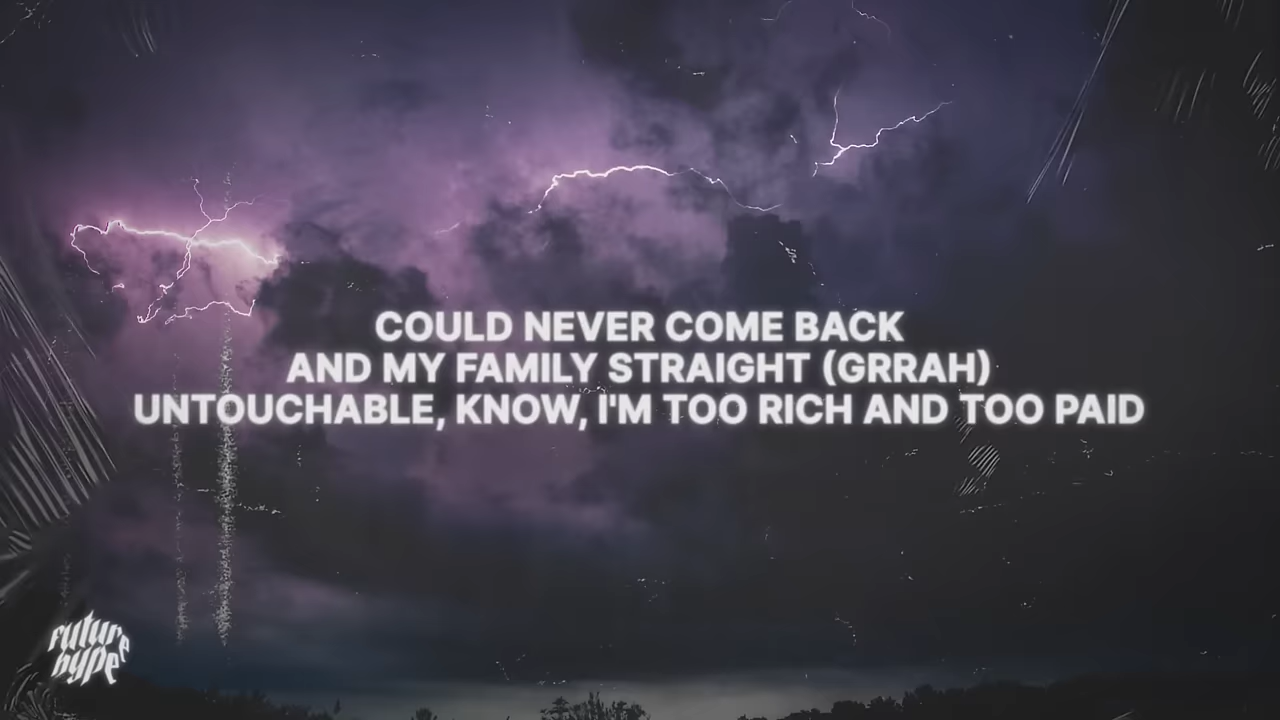 COULD NEVER COME BACK
AND MY FAMILY STRAIGHT (GRRAH)
UNTOUCHABLE, KNOW, I'M TOO RICH AND TOO PAID
future
hype